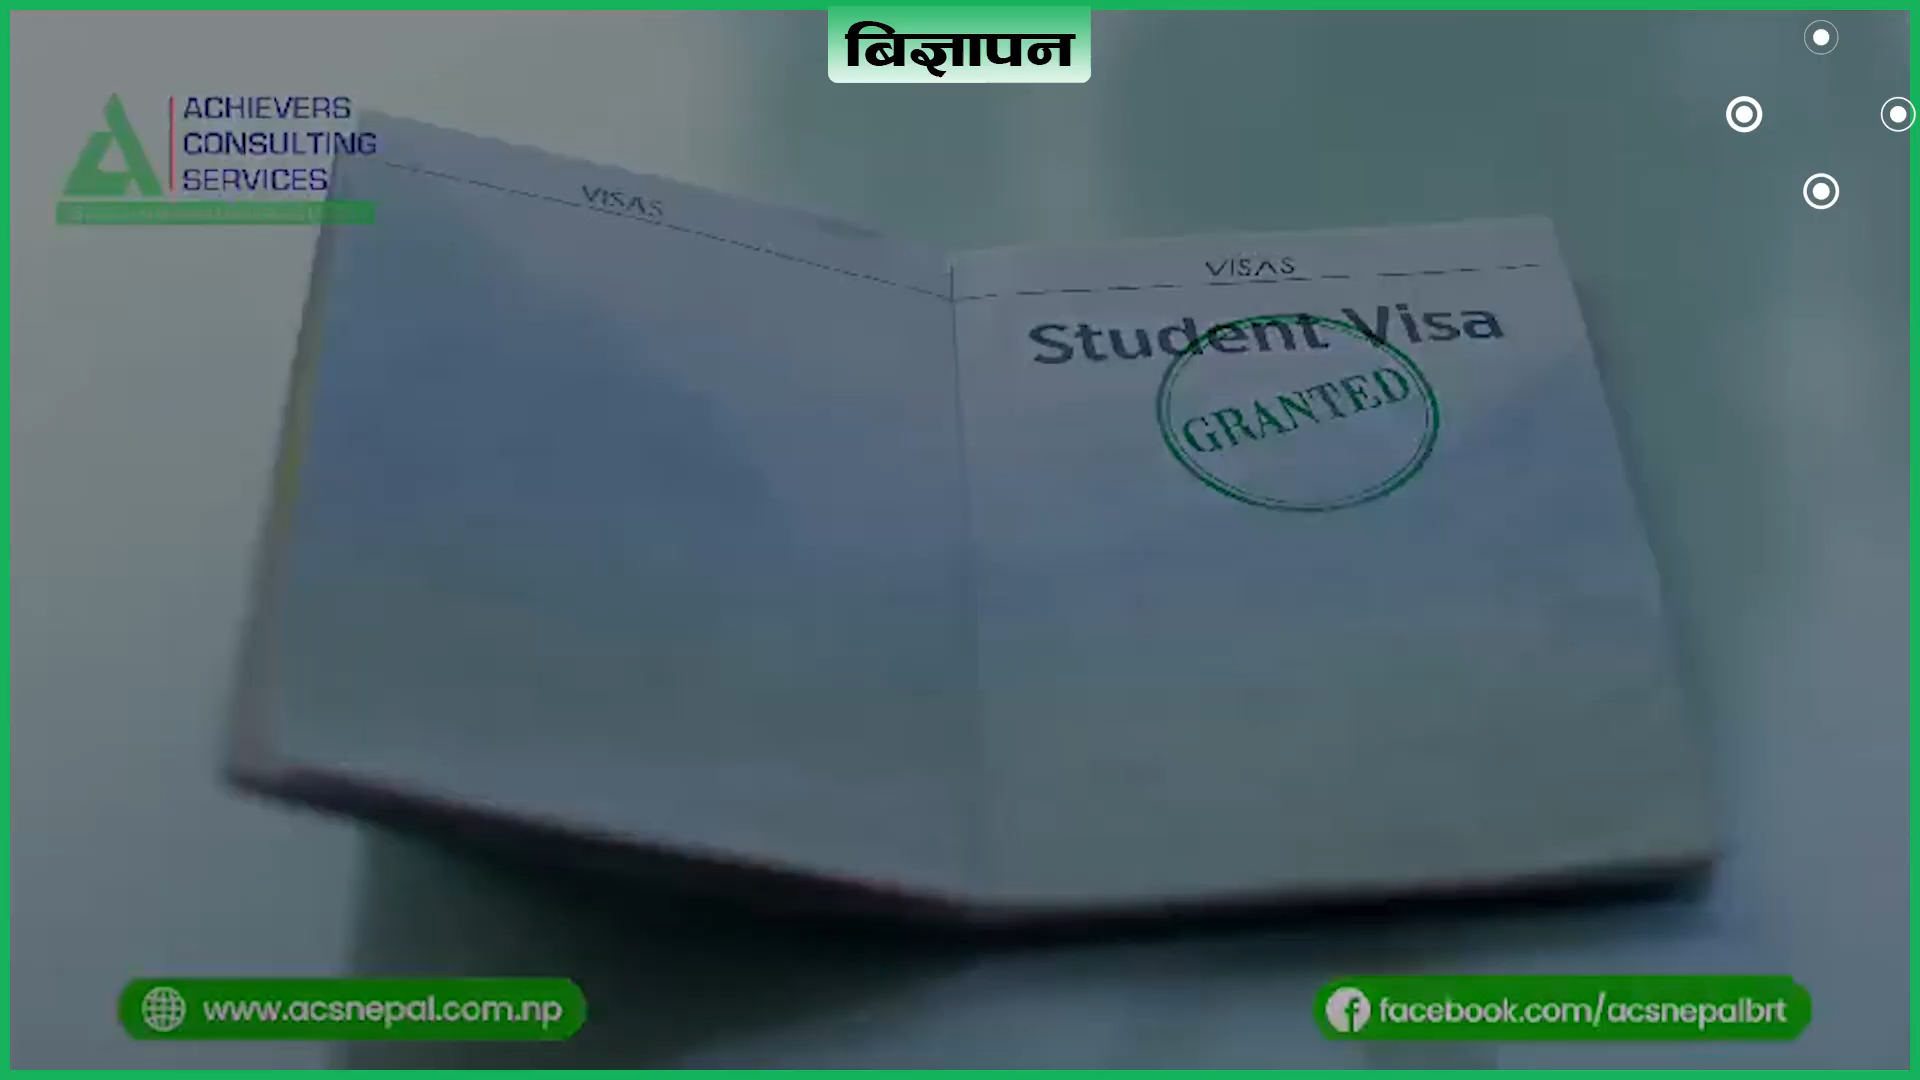 बिज्ञापन
ACHIEVERS
CONSULTING
SERVICES
VISAS
VISAS
Student Visa
GRANTED
www.acsnepal.com.np
facebook.com/acsnepalbrt